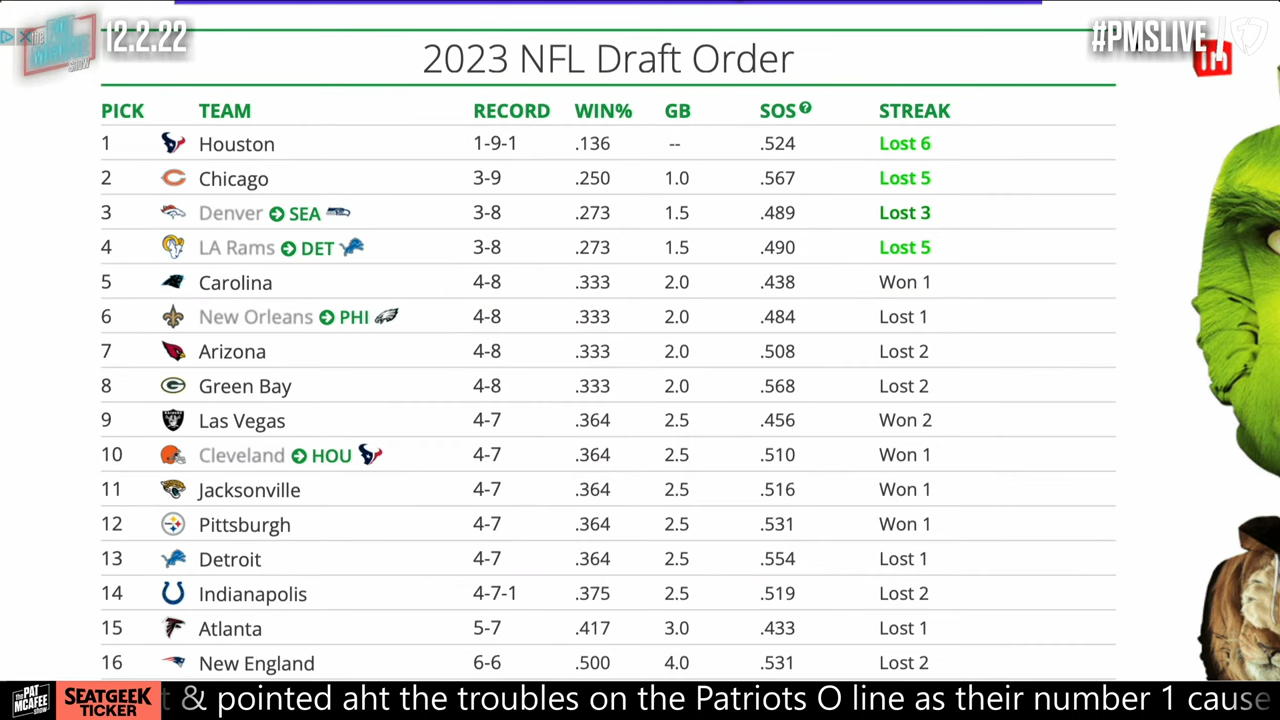 the PAT McAFEE SHOW 12.2.22 #PMSLIVE
2023 NFL Draft Order
PICK TEAM RECORD WIN% GB SOS? STREAK
1 Houston 1-9-1 .136 -- .524 Lost 6
2 Chicago 3-9 .250 1.0 .567 Lost 5
3 Denver SEA 3-8 .273 1.5 .489 Lost 3
4 LA Rams DET 3-8 .273 1.5 .490 Lost 5
5 Carolina 4-8 .333 2.0 .438 Won 1
6 New Orleans PHI 4-8 .333 2.0 .484 Lost 1
7 Arizona 4-8 .333 2.0 .508 Lost 2
8 Green Bay 4-8 .333 2.0 .568 Lost 2
9 Las Vegas 4-7 .364 2.5 .456 Won 2
10 Cleveland HOU 4-7 .364 2.5 .510 Won 1
11 Jacksonville 4-7 .364 2.5 .516 Won 1
12 Pittsburgh 4-7 .364 2.5 .531 Won 1
13 Detroit 4-7 .364 2.5 .554 Lost 1
14 Indianapolis 4-7-1 .375 2.5 .519 Lost 2
15 Atlanta 5-7 .417 3.0 .433 Lost 1
16 New England 6-6 .500 4.0 .531 Lost 2
the PAT McAFEE show SEATGEEK TICKER t & pointed aht the troubles on the Patriots O line as their number 1 cause